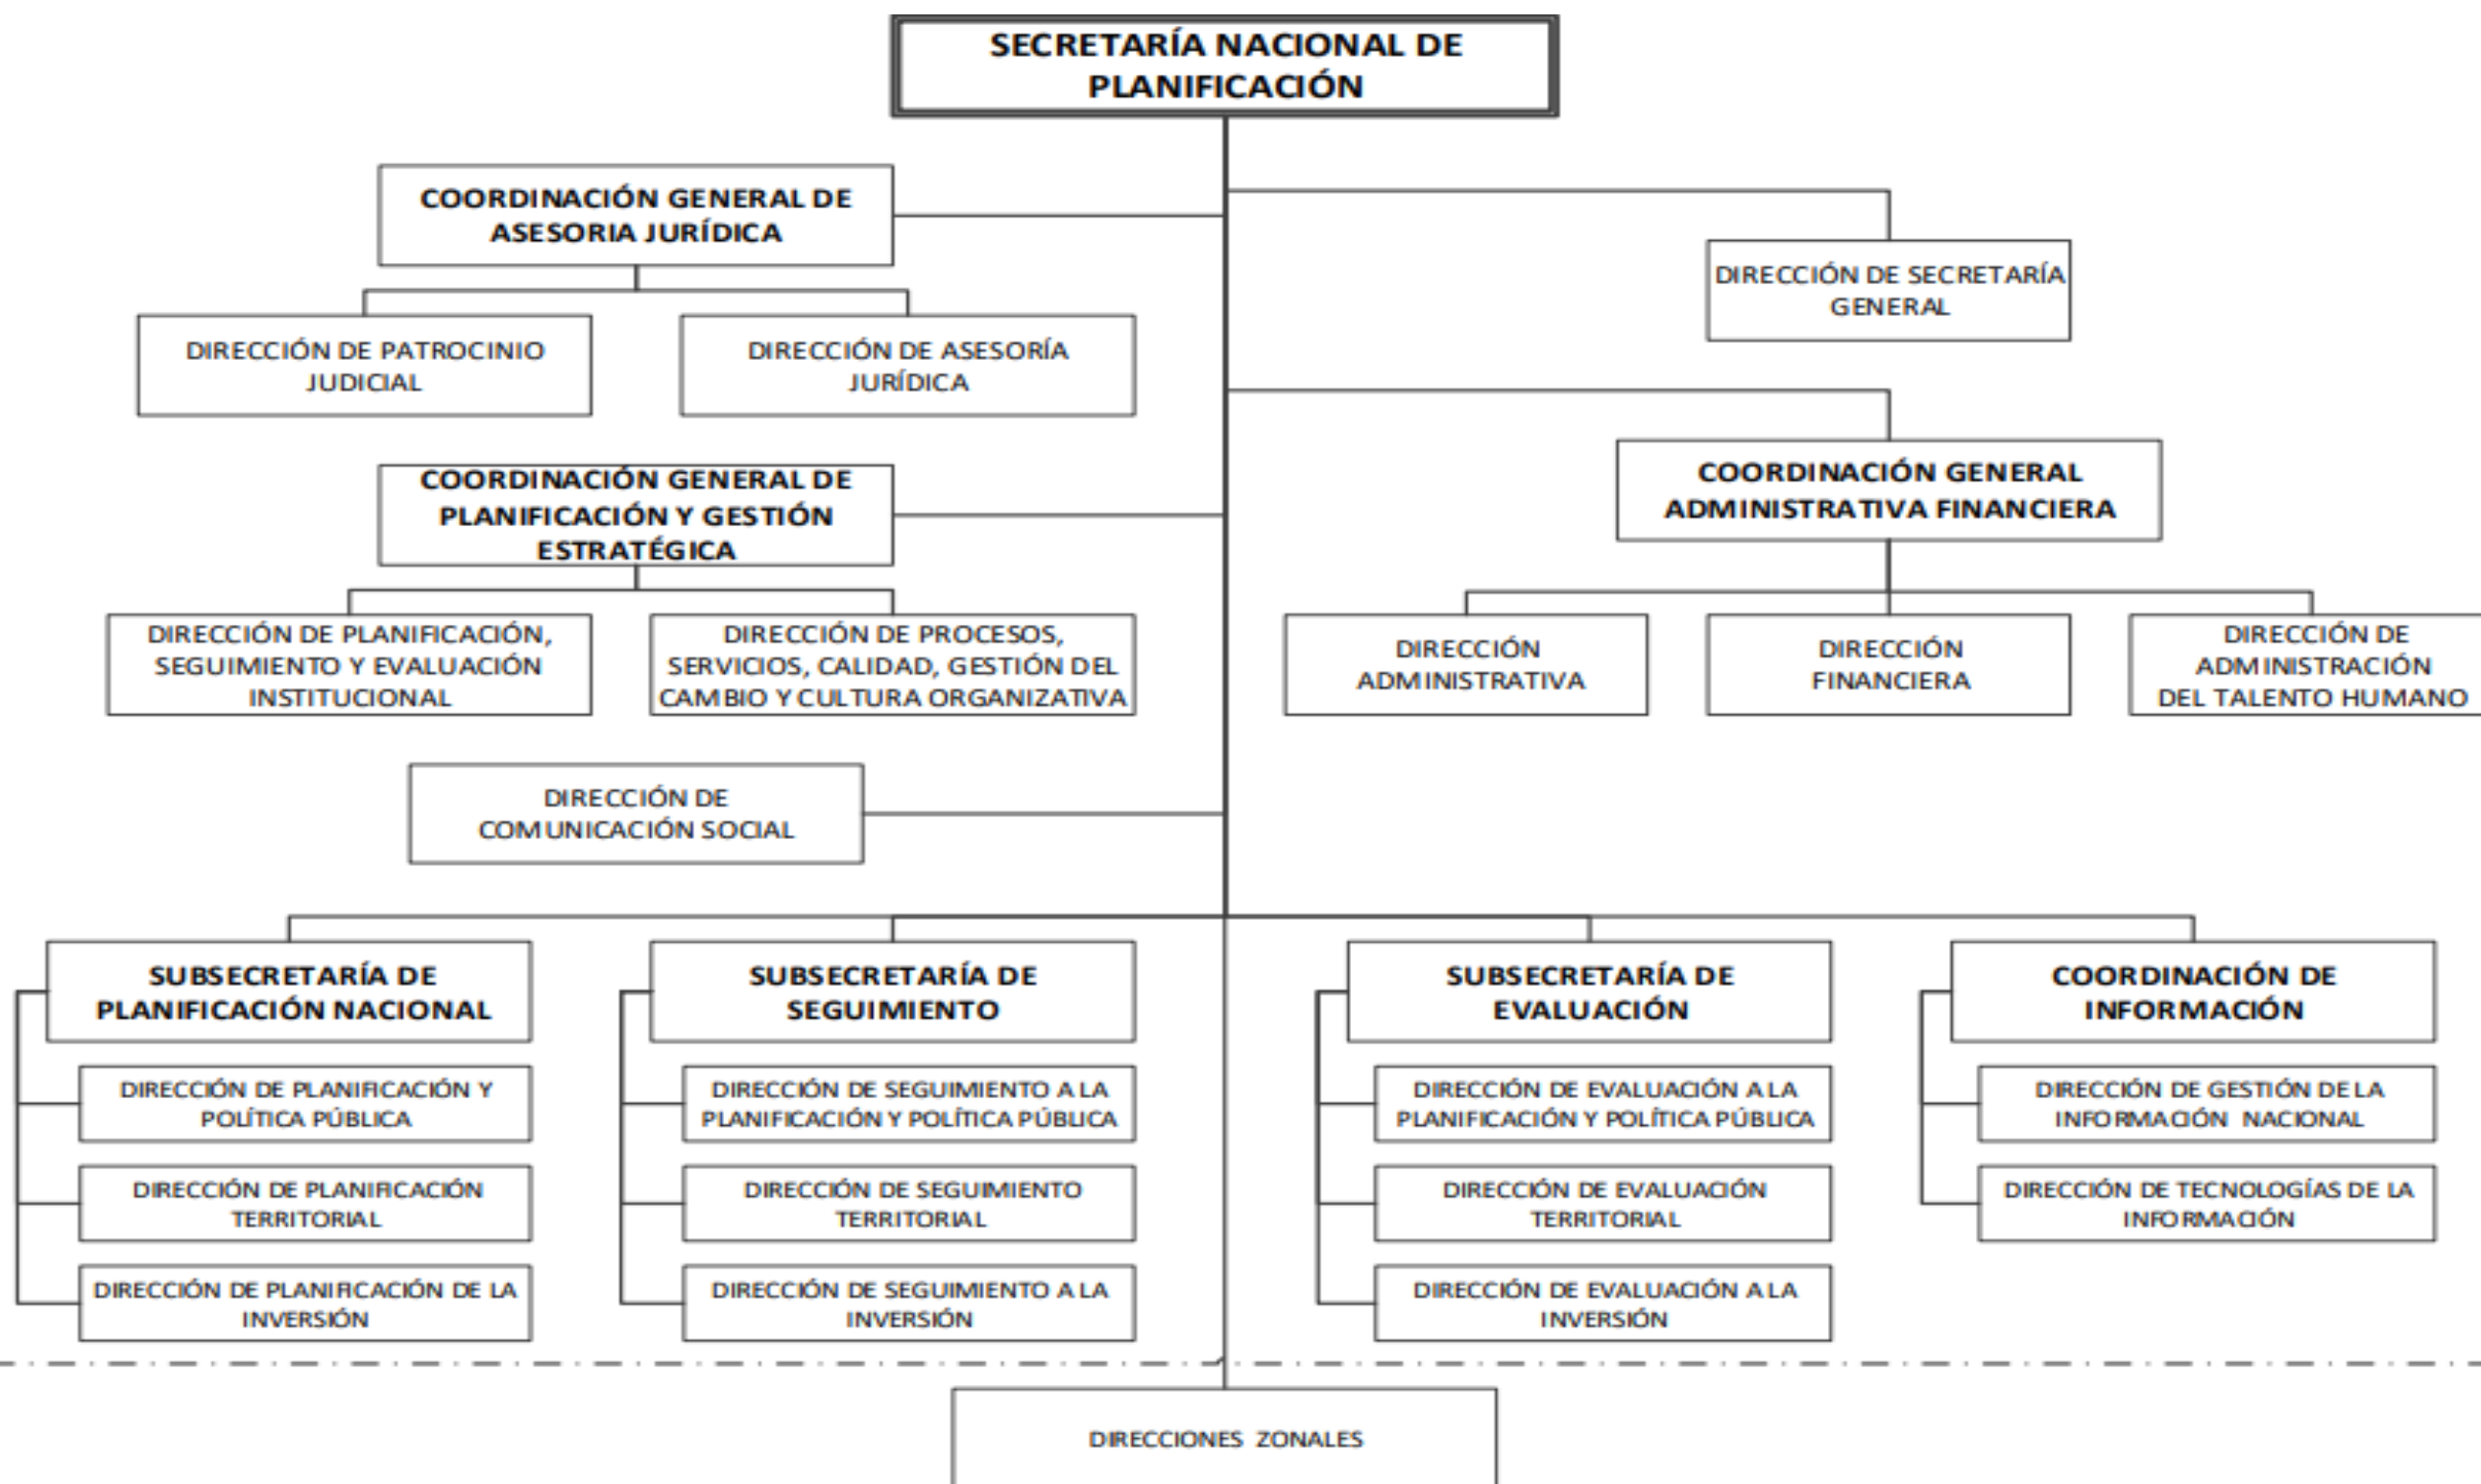 SECRETARÍA NACIONAL DE
PLANIFICACIÓN
COORDINACIÓN GENERAL DE
ASESORIA JURÍDICA
DIRECCIÓN DE SECRETARÍA
GENERAL
DIRECCIÓN DE PATROCINIO
JUDICIAL
DIRECCIÓN DE ASESORÍA
JURÍDICA
COORDINACIÓN GENERAL DE
PLANIFICACIÓN Y GESTIÓN
ESTRATÉGICA
COORDINACIÓN GENERAL
ADMINISTRATIVA FINANCIERA
DIRECCIÓN DE PLANIFICACIÓN,
SEGUIMIENTO Y EVALUACIÓN
INSTITUCIONAL
DIRECCIÓN DE PROCESOS,
SERVICIOS, CALIDAD, GESTIÓN DEL
CAMBIO Y CULTURA ORGANIZATIVA
DIRECCIÓN
ADMINISTRATIVA
DIRECCIÓN
FINANCIERA
DIRECCIÓN DE
ADMINISTRACIÓN
DEL TALENTO HUMANO
DIRECCIÓN DE
COMUNICACIÓN SOCIAL
SUBSECRETARÍA DE
PLANIFICACIÓN NACIONAL
DIRECCIÓN DE PLANIFICACIÓN Y
POLÍTICA PÚBLICA
DIRECCIÓN DE PLANIFICACIÓN
TERRITORIAL
DIRECCIÓN DE PLANIFICACIÓN DE LA
INVERSIÓN
SUBSECRETARÍA DE
SEGUIMIENTO
DIRECCIÓN DE SEGUIMIENTO A LA
PLANIFICACIÓN Y POLÍTICA PÚBLICA
DIRECCIÓN DE SEGUIMIENTO
TERRITORIAL
DIRECCIÓN DE SEGUIMIENTO A LA
INVERSIÓN
SUBSECRETARÍA DE
EVALUACIÓN
DIRECCIÓN DE EVALUACIÓN A LA
PLANIFICACIÓN Y POLÍTICA PÚBLICA
DIRECCIÓN DE EVALUACIÓN
TERRITORIAL
DIRECCIÓN DE EVALUACIÓN A LA
INVERSIÓN
COORDINACIÓN DE
INFORMACIÓN
DIRECCIÓN DE GESTIÓN DE LA
INFORMACIÓN NACIONAL
DIRECCIÓN DE TECNOLOGÍAS DE LA
INFORMACIÓN
DIRECCIONES ZONALES